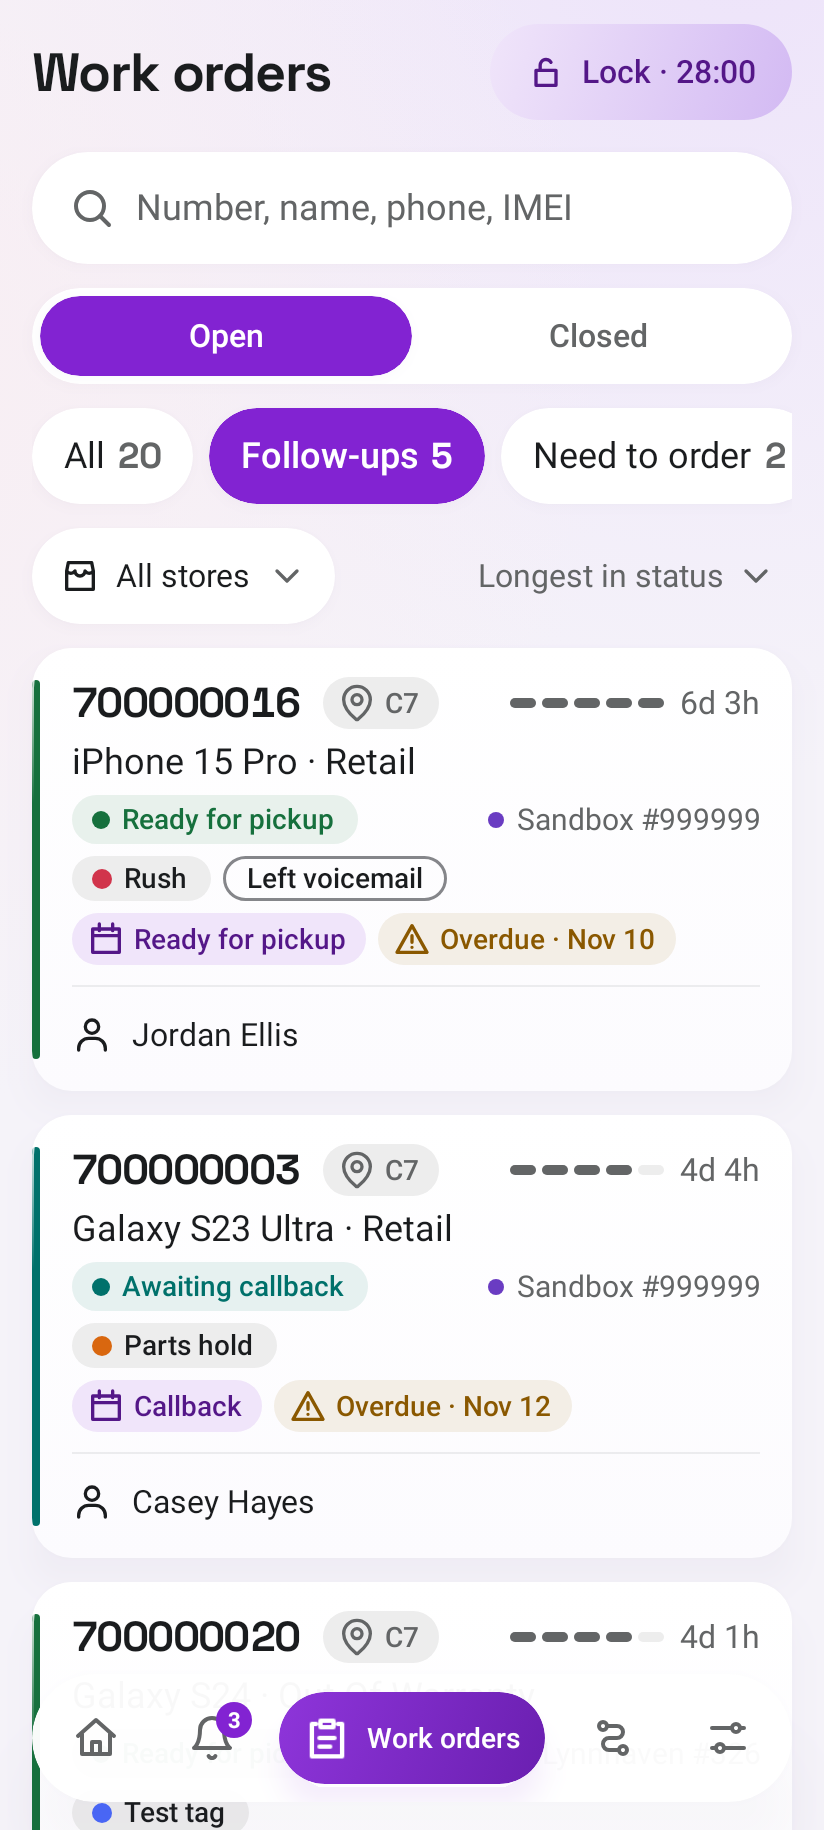 Work orders
Lock · 28:00
Number, name, phone, IMEI
Open
Closed
All 20
Follow-ups 5
Need to order 2
All stores
Longest in status
700000016
C7
6d 3h
iPhone 15 Pro · Retail
Ready for pickup
Sandbox #999999
Rush
Left voicemail
Ready for pickup
Overdue · Nov 10
Jordan Ellis
700000003
C7
4d 4h
Galaxy S23 Ultra · Retail
Awaiting callback
Sandbox #999999
Parts hold
Callback
Overdue · Nov 12
Casey Hayes
700000020
C7
4d 1h
Galaxy S24 ·
3
Work orders
Test tag